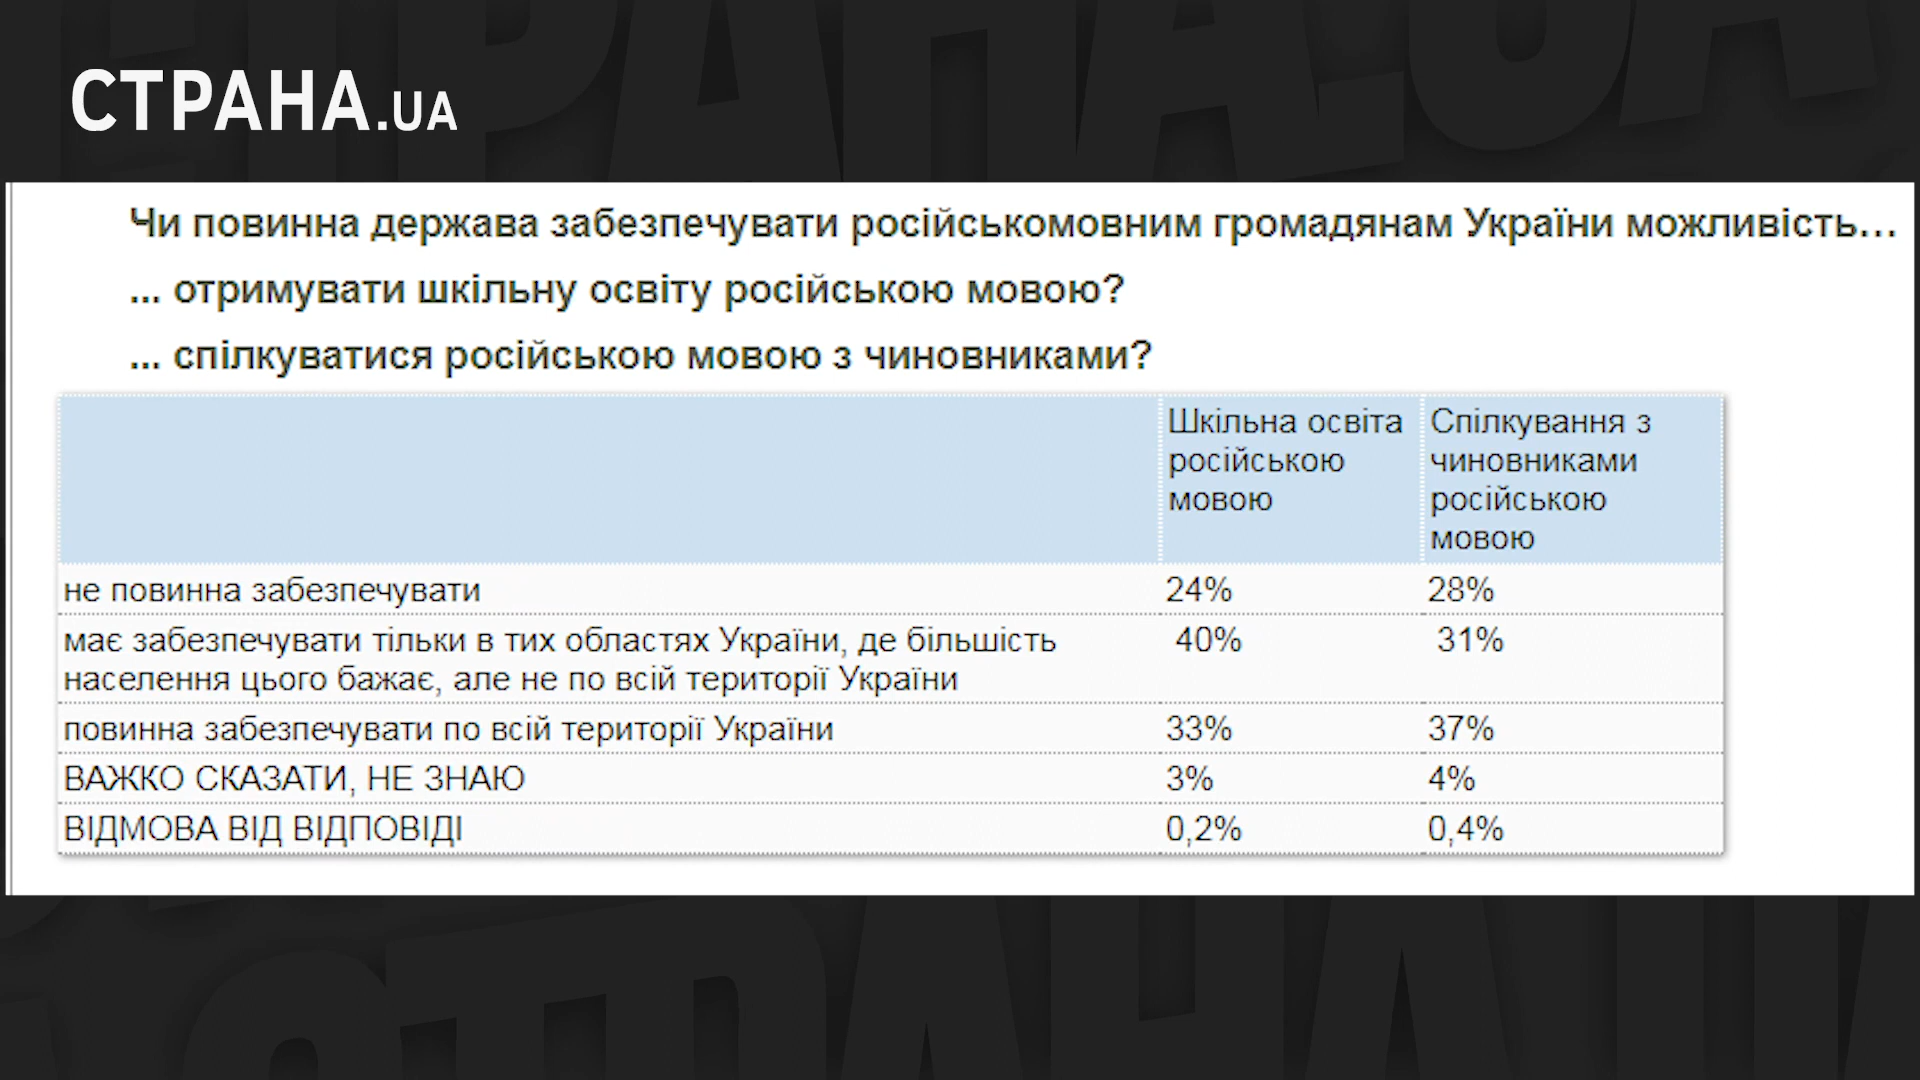 СТРАНА.UA
Чи повинна держава забезпечувати російськомовним громадянам України можливість...
... отримувати шкільну освіту російською мовою?
... спілкуватися російською мовою з чиновниками?
Шкільна освіта російською мовою
Спілкування з чиновниками російською мовою
не повинна забезпечувати 24% 28%
має забезпечувати тільки в тих областях України, де більшість 40% 31%
населення цього бажає, але не по всій території України
повинна забезпечувати по всій території України 33% 37%
ВАЖКО СКАЗАТИ, НЕ ЗНАЮ 3% 4%
ВІДМОВА ВІД ВІДПОВІДІ 0,2% 0,4%